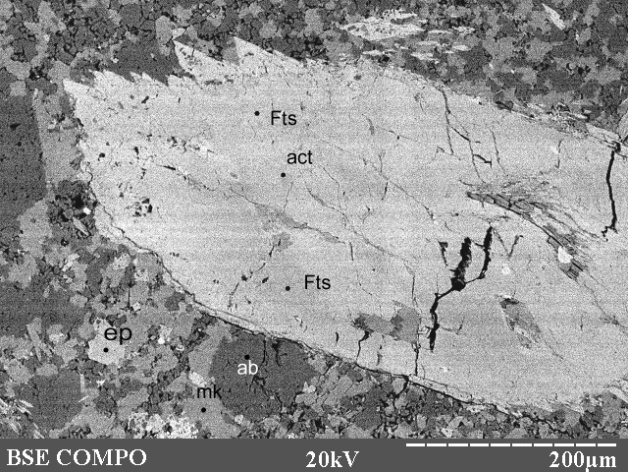 Fts
act
Fts
ep
ab
mk
BSE COMPO 20kV 200µm